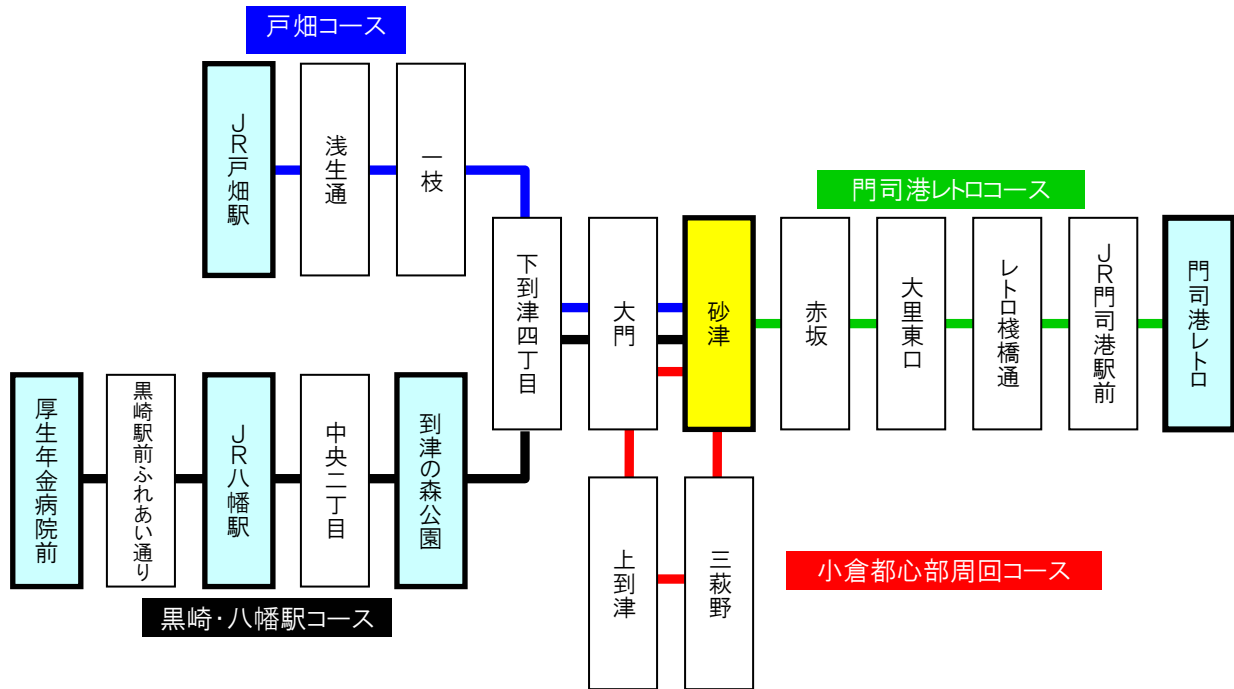 戸畑コース
ＪＲ戸畑駅
浅生通
一枝
門司港レトロコース
下到津四丁目
大門
砂津
赤坂
大里東口
レトロ棧橋通
ＪＲ門司港駅前
門司港レトロ
厚生年金病院前
黒崎駅前ふれあい通り
ＪＲ八幡駅
中央二丁目
到津の森公園
上到津
三萩野
小倉都心部周回コース
黒崎・八幡駅コース